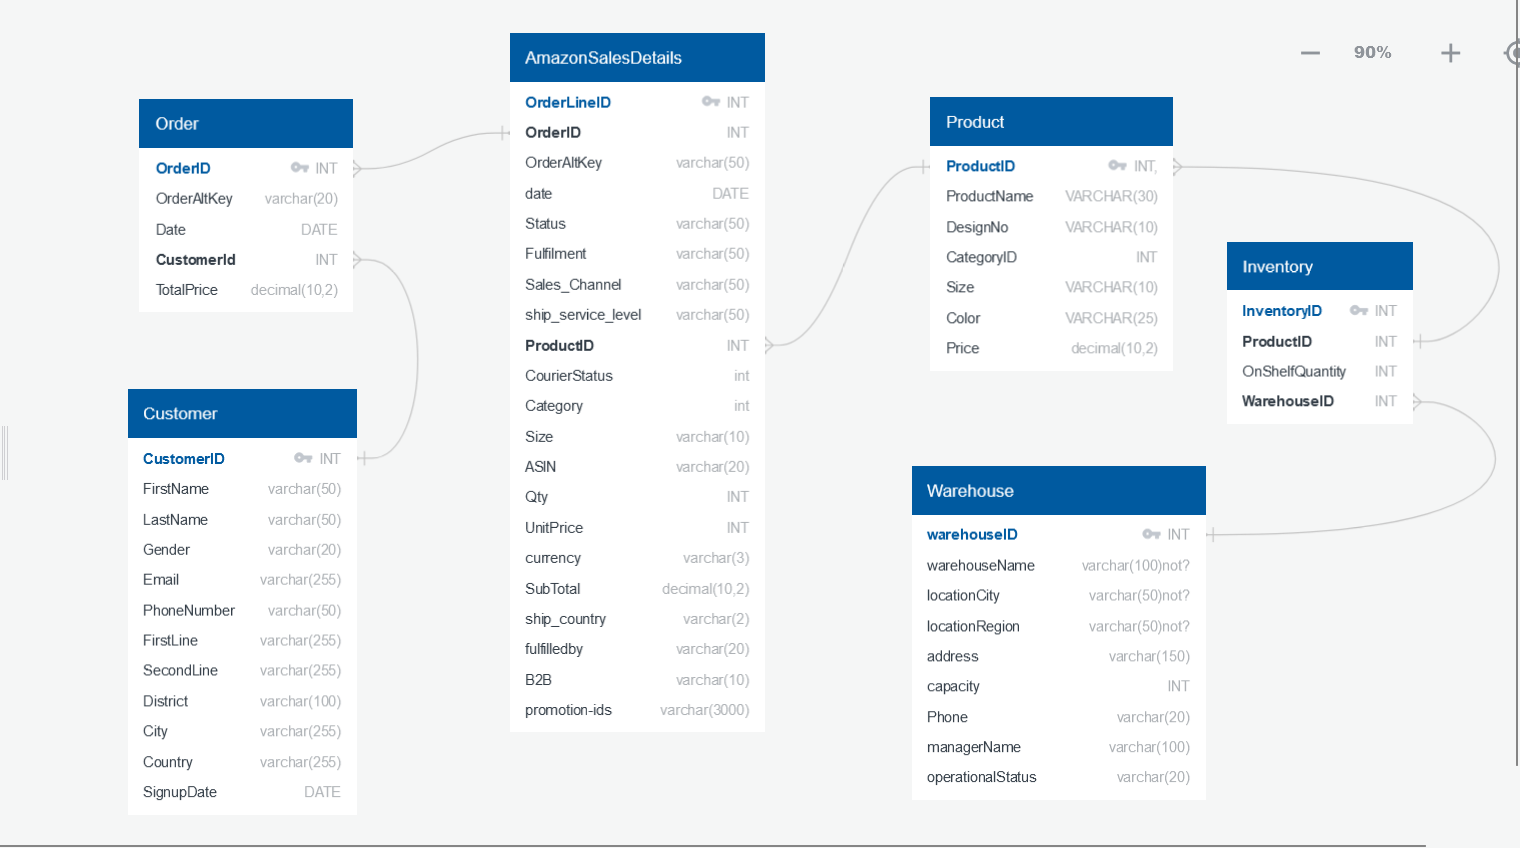 90%
Order
OrderID INT
OrderAltKey varchar(20)
Date DATE
CustomerId INT
TotalPrice decimal(10,2)
Customer
CustomerID INT
FirstName varchar(50)
LastName varchar(50)
Gender varchar(20)
Email varchar(255)
PhoneNumber varchar(50)
FirstLine varchar(255)
SecondLine varchar(255)
District varchar(100)
City varchar(255)
Country varchar(255)
SignupDate DATE
AmazonSalesDetails
OrderLineID INT
OrderID INT
OrderAltKey varchar(50)
date DATE
Status varchar(50)
Fulfilment varchar(50)
Sales_Channel varchar(50)
ship_service_level varchar(50)
ProductID INT
CourierStatus int
Category int
Size varchar(10)
ASIN varchar(20)
Qty INT
UnitPrice INT
currency varchar(3)
SubTotal decimal(10,2)
ship_country varchar(2)
fulfilledby varchar(20)
B2B varchar(10)
promotion-ids varchar(3000)
Product
ProductID INT,
ProductName VARCHAR(30)
DesignNo VARCHAR(10)
CategoryID INT
Size VARCHAR(10)
Color VARCHAR(25)
Price decimal(10,2)
Inventory
InventoryID INT
ProductID INT
OnShelfQuantity INT
WarehouseID INT
Warehouse
warehouseID INT
warehouseName varchar(100)not?
locationCity varchar(50)not?
locationRegion varchar(50)not?
address varchar(150)
capacity INT
Phone varchar(20)
managerName varchar(100)
operationalStatus varchar(20)